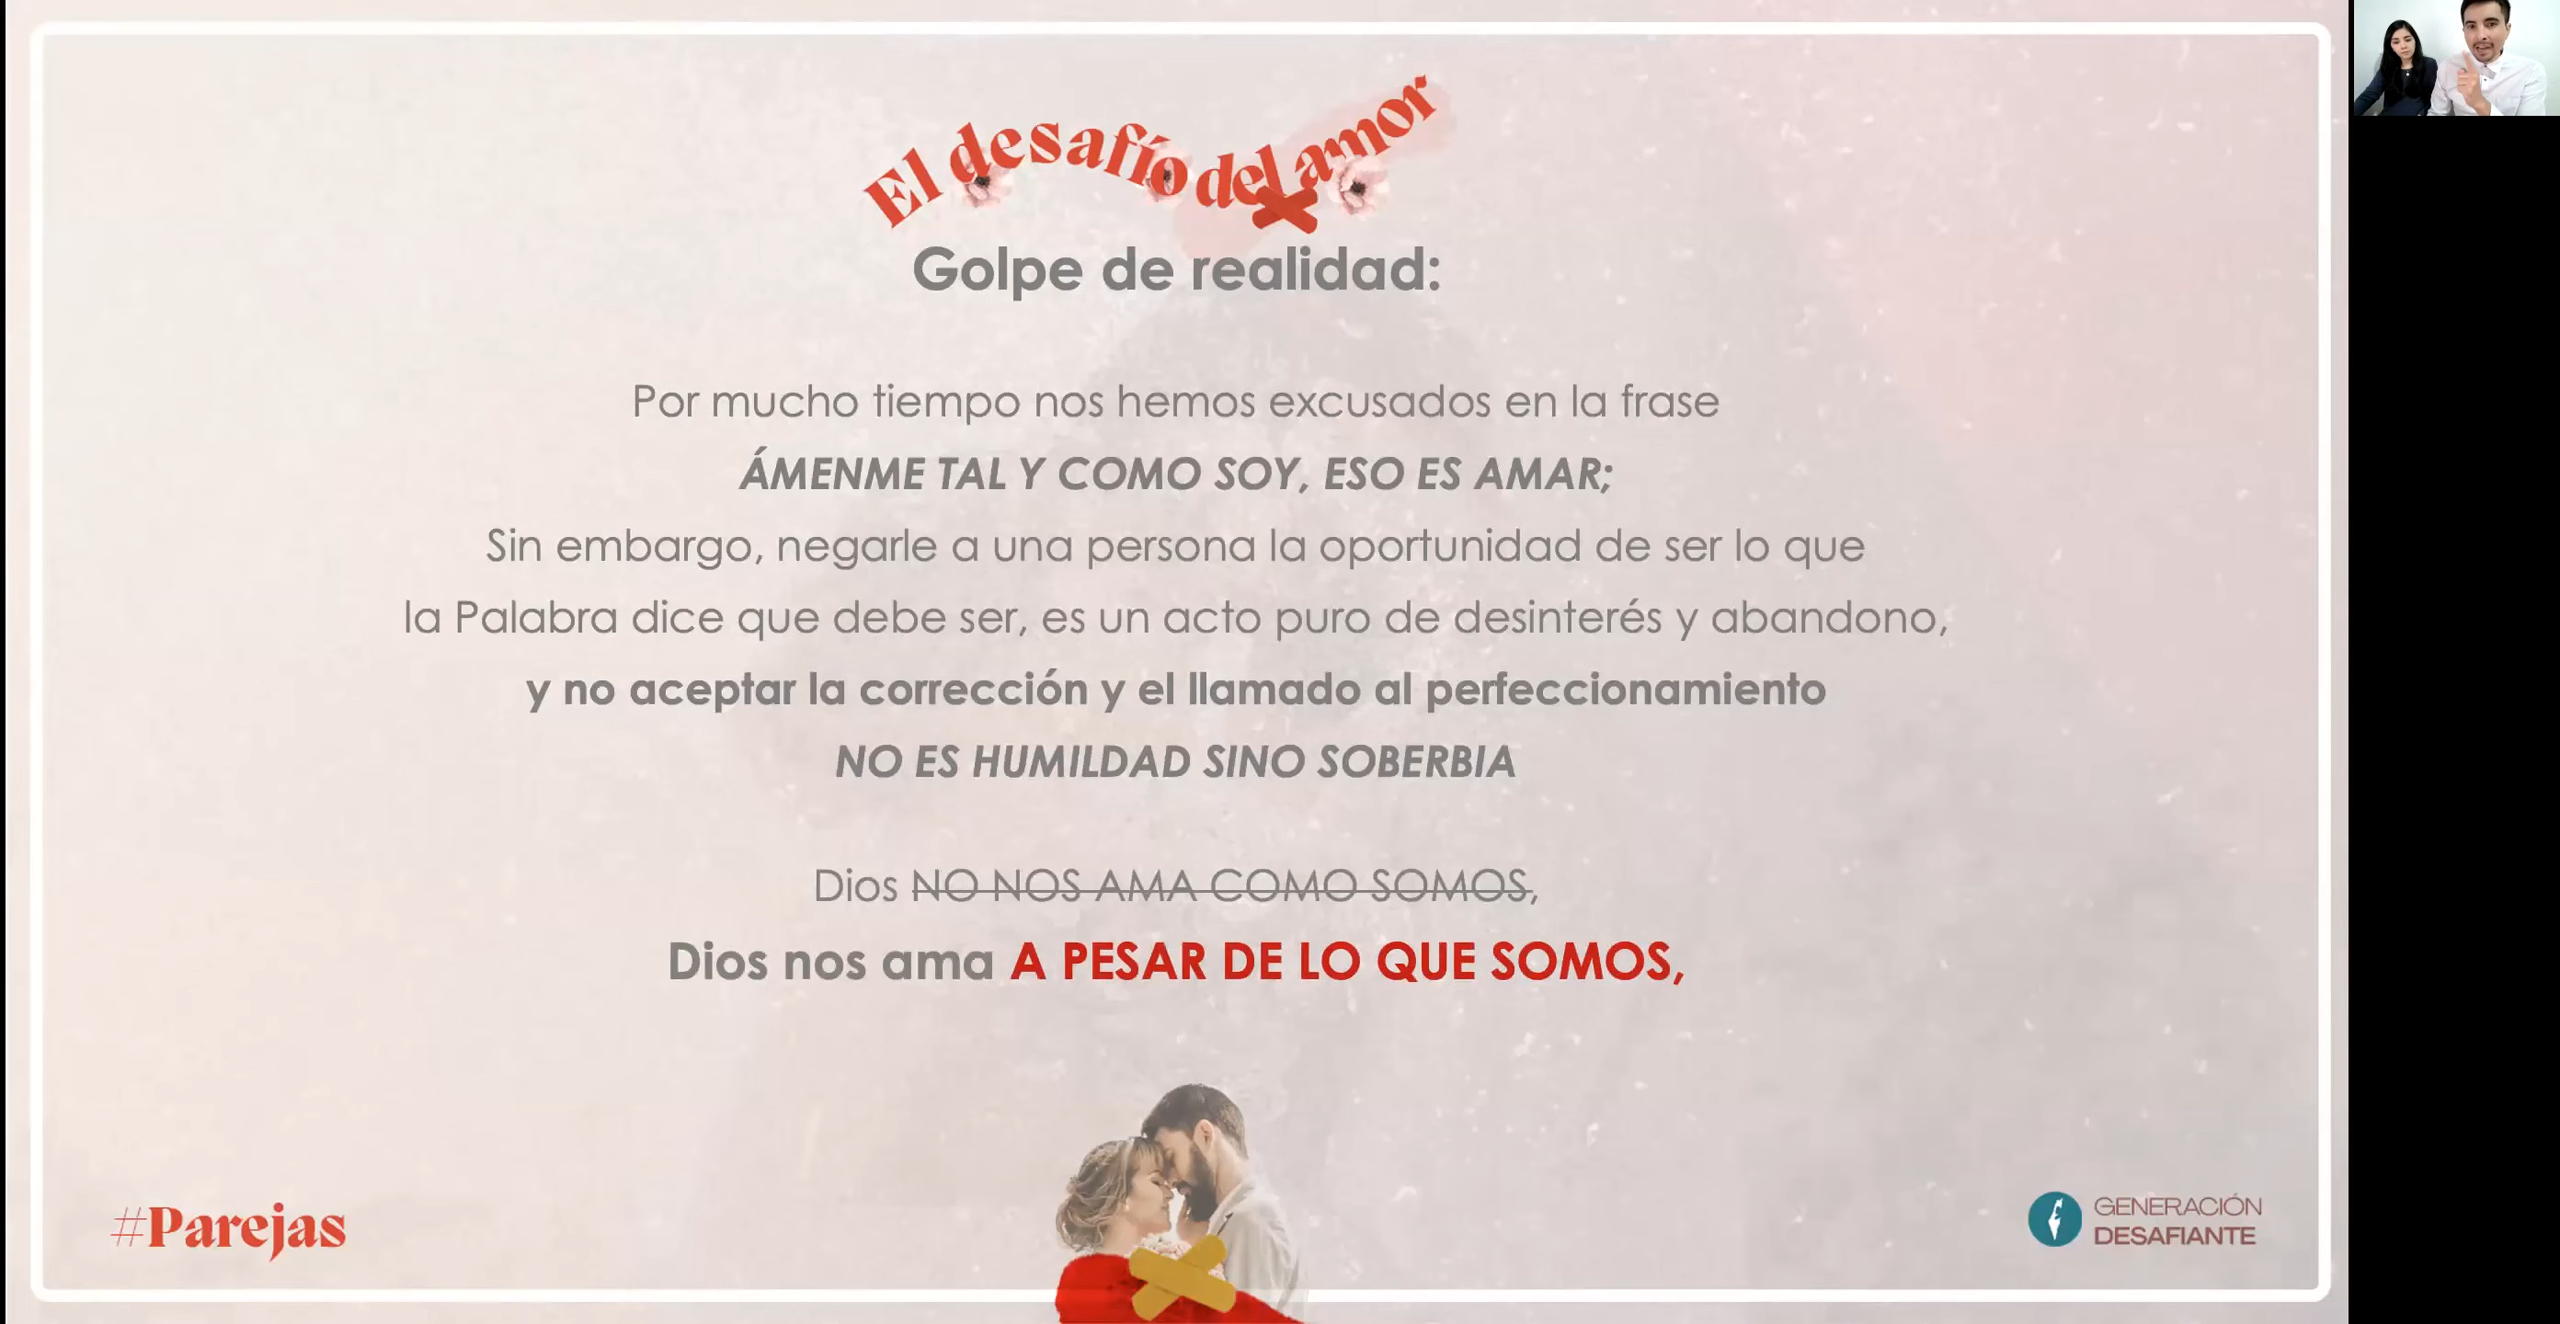 El desafío del amor
Golpe de realidad:
Por mucho tiempo nos hemos excusados en la frase
ÁMENME TAL Y COMO SOY, ESO ES AMAR;
Sin embargo, negarle a una persona la oportunidad de ser lo que
la Palabra dice que debe ser, es un acto puro de desinterés y abandono,
y no aceptar la corrección y el llamado al perfeccionamiento
NO ES HUMILDAD SINO SOBERBIA
Dios NO NOS AMA COMO SOMOS,
Dios nos ama A PESAR DE LO QUE SOMOS,
#Parejas
GENERACIÓN
DESAFIANTE